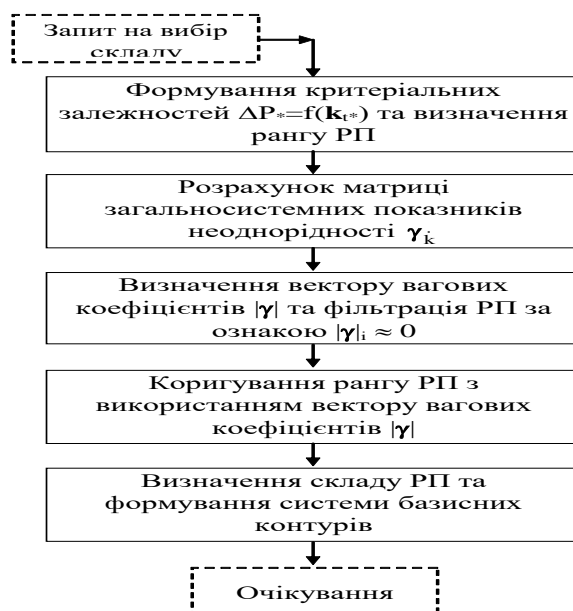 Запит на вибір
складу
Формування критеріальних
залежностей ΔP*=f(k_t*) та визначення
рангу РП
Розрахунок матриці
загальносистемних показників
неоднорідності γ_k̇
Визначення вектору вагових
коефіцієнтів |γ| та фільтрація РП за
ознакою |γ|ᵢ ≈ 0
Коригування рангу РП з
використанням вектору вагових
коефіцієнтів |γ|
Визначення складу РП та
формування системи базисних
контурів
Очікування